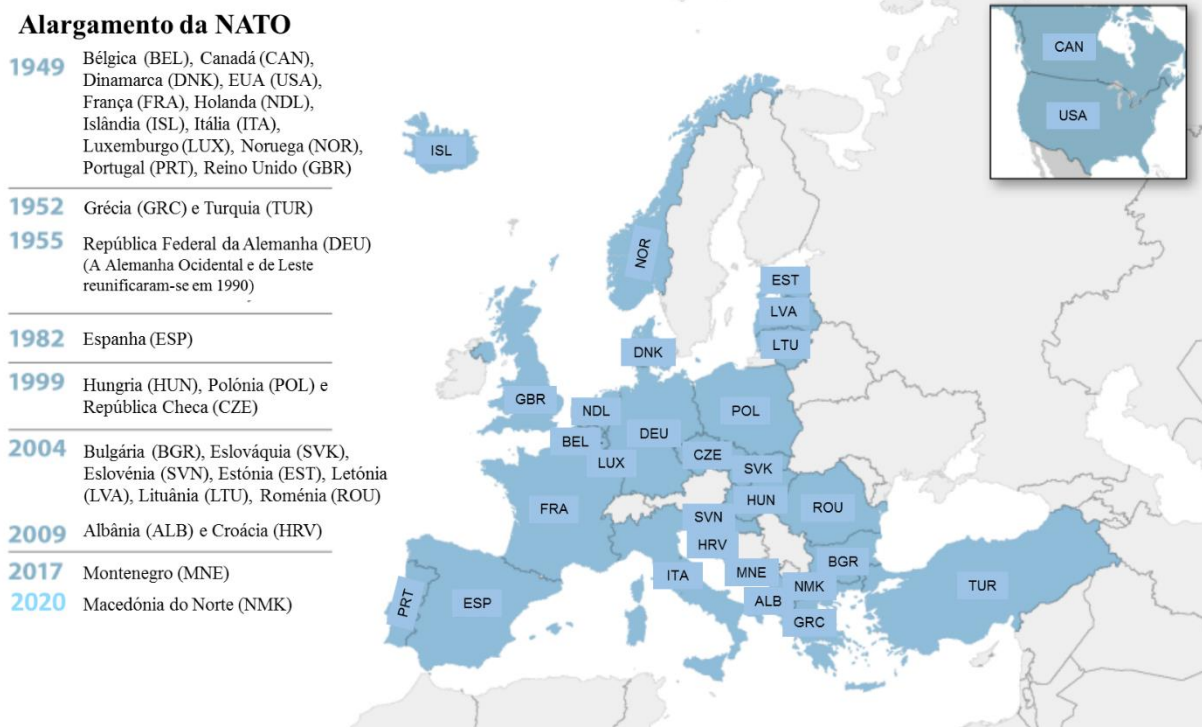 Alargamento da NATO
1949
Bélgica (BEL), Canadá (CAN),
Dinamarca (DNK), EUA (USA),
França (FRA), Holanda (NDL),
Islândia (ISL), Itália (ITA),
Luxemburgo (LUX), Noruega (NOR),
Portugal (PRT), Reino Unido (GBR)
1952
Grécia (GRC) e Turquia (TUR)
1955
República Federal da Alemanha (DEU)
(A Alemanha Ocidental e de Leste
reunificaram-se em 1990)
1982
Espanha (ESP)
1999
Hungria (HUN), Polónia (POL) e
República Checa (CZE)
2004
Bulgária (BGR), Eslováquia (SVK),
Eslovénia (SVN), Estónia (EST), Letónia
(LVA), Lituânia (LTU), Roménia (ROU)
2009
Albânia (ALB) e Croácia (HRV)
2017
Montenegro (MNE)
2020
Macedónia do Norte (NMK)
CAN
USA
ISL
NOR
EST
LVA
LTU
DNK
GBR
NDL
POL
BEL
DEU
CZE
LUX
SVK
HUN
FRA
ROU
SVN
HRV
BGR
ITA
MNE
NMK
TUR
ALB
PRT
ESP
GRC